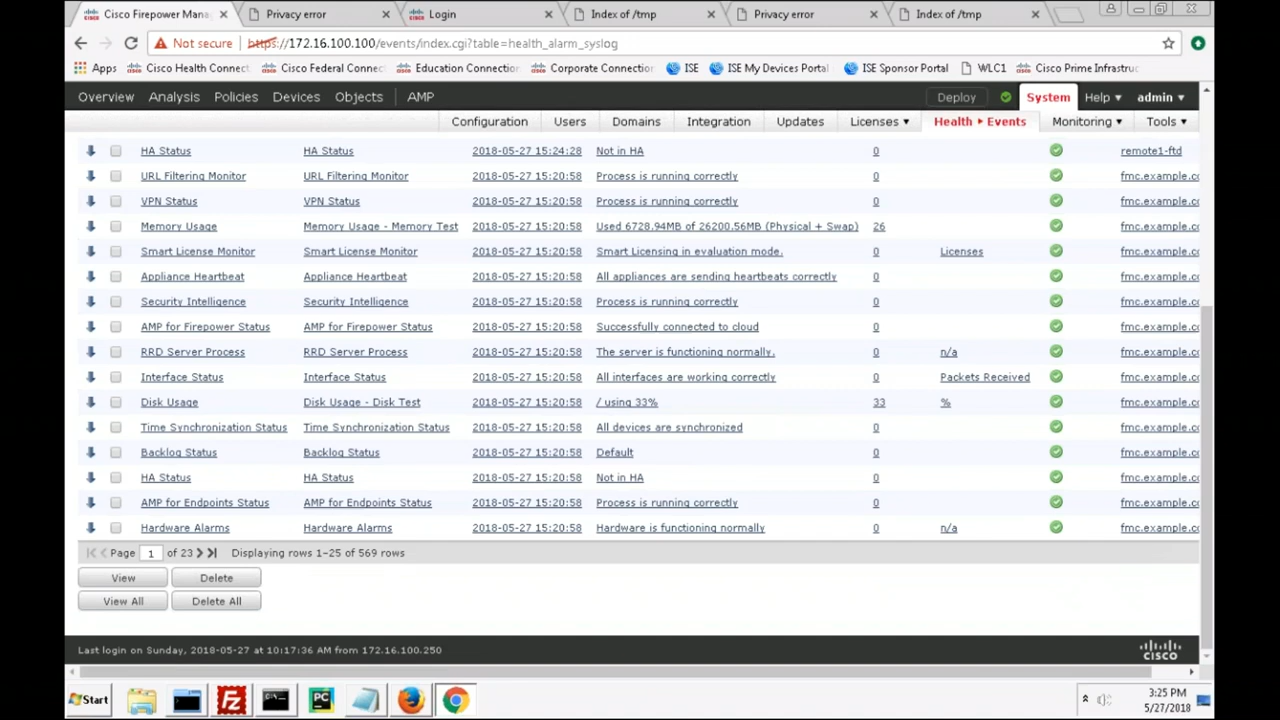 Cisco Firepower Mana
Privacy error
Login
Index of /tmp
Privacy error
Index of /tmp
Not secure https://172.16.100.100/events/index.cgi?table=health_alarm_syslog
Apps Cisco Health Connect Cisco Federal Connect Education Connection Corporate Connection ISE ISE My Devices Portal ISE Sponsor Portal WLC1 Cisco Prime Infrastruc
Overview Analysis Policies Devices Objects AMP Deploy System Help admin
Configuration Users Domains Integration Updates Licenses Health Events Monitoring Tools
HA Status HA Status 2018-05-27 15:24:28 Not in HA 0 remote1-ftd
URL Filtering Monitor URL Filtering Monitor 2018-05-27 15:20:58 Process is running correctly 0 fmc.example.co
VPN Status VPN Status 2018-05-27 15:20:58 Process is running correctly 0 fmc.example.co
Memory Usage Memory Usage - Memory Test 2018-05-27 15:20:58 Used 6728.94MB of 26200.56MB (Physical + Swap) 26 fmc.example.co
Smart License Monitor Smart License Monitor 2018-05-27 15:20:58 Smart Licensing in evaluation mode. 0 Licenses fmc.example.co
Appliance Heartbeat Appliance Heartbeat 2018-05-27 15:20:58 All appliances are sending heartbeats correctly 0 fmc.example.co
Security Intelligence Security Intelligence 2018-05-27 15:20:58 Process is running correctly 0 fmc.example.co
AMP for Firepower Status AMP for Firepower Status 2018-05-27 15:20:58 Successfully connected to cloud 0 fmc.example.co
RRD Server Process RRD Server Process 2018-05-27 15:20:58 The server is functioning normally. 0 n/a fmc.example.co
Interface Status Interface Status 2018-05-27 15:20:58 All interfaces are working correctly 0 Packets Received fmc.example.co
Disk Usage Disk Usage - Disk Test 2018-05-27 15:20:58 / using 33% 33 % fmc.example.co
Time Synchronization Status Time Synchronization Status 2018-05-27 15:20:58 All devices are synchronized 0 fmc.example.co
Backlog Status Backlog Status 2018-05-27 15:20:58 Default 0 fmc.example.co
HA Status HA Status 2018-05-27 15:20:58 Not in HA 0 fmc.example.co
AMP for Endpoints Status AMP for Endpoints Status 2018-05-27 15:20:58 Process is running correctly 0 fmc.example.co
Hardware Alarms Hardware Alarms 2018-05-27 15:20:58 Hardware is functioning normally 0 n/a fmc.example.co
Page 1 of 23 Displaying rows 1-25 of 569 rows
View Delete
View All Delete All
Last login on Sunday, 2018-05-27 at 10:17:36 AM from 172.16.100.250
CISCO
Start
Fz
PC
3:25 PM
5/27/2018